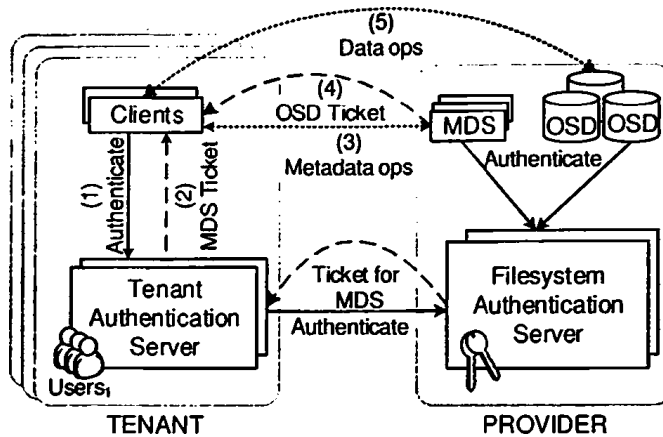 (5)
Data ops
(4)
OSD Ticket
(3)
Metadata ops
Clients
MDS
OSD
OSD
OSD
Authenticate
(1)
Authenticate
(2)
MDS Ticket
Tenant
Authentication
Server
Ticket for
MDS
Authenticate
Filesystem
Authentication
Server
Users₁
TENANT
PROVIDER